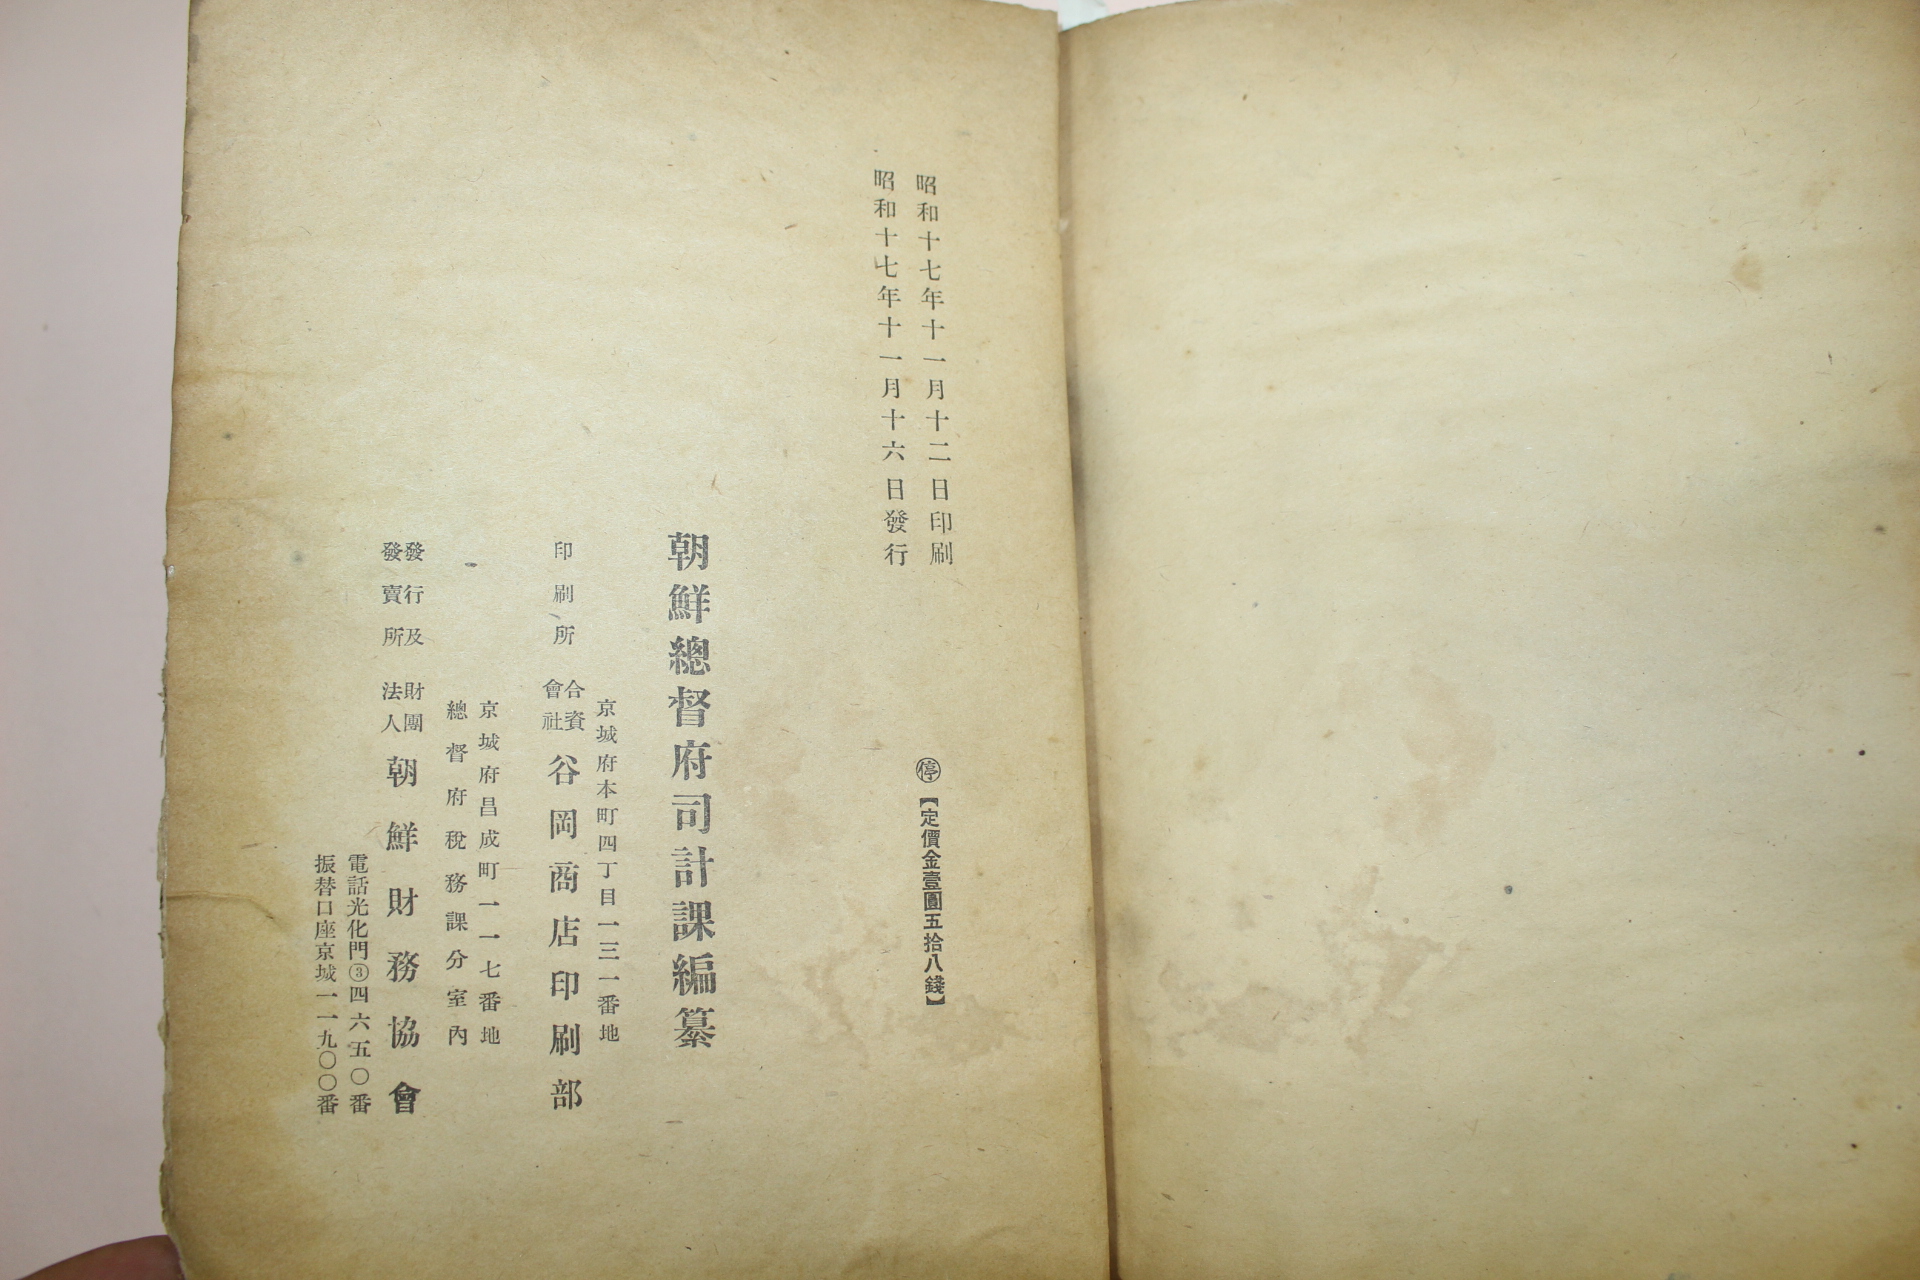 昭和十七年十一月十二日印刷
昭和十七年十一月十六日發行
停【定價金壹圓五拾八錢】
朝鮮總督府司計課編纂
京城府本町四丁目一三一番地
印刷所 合資會社 谷岡商店印刷部
京城府昌成町一一七番地
總督府稅務課分室內
發行及發賣所 財團法人 朝鮮財務協會
電話光化門③四六五〇番
振替口座京城一一九〇〇番